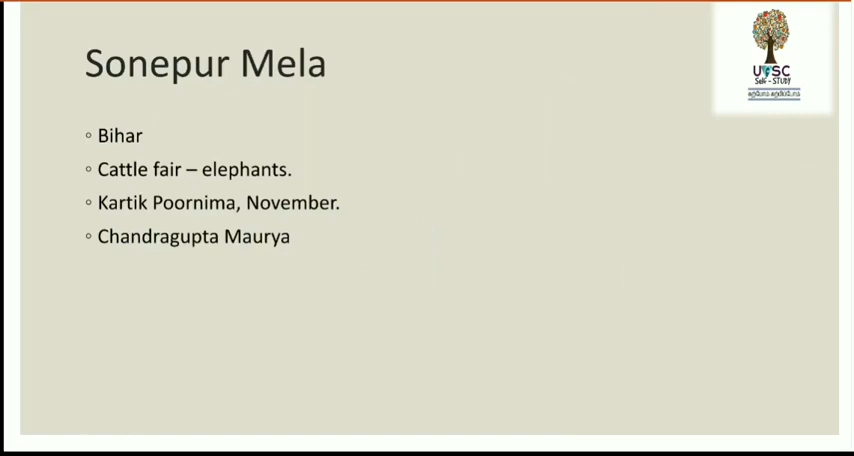 Sonepur Mela
UPSC
Self - STUDY
◦ Bihar
◦ Cattle fair – elephants.
◦ Kartik Poornima, November.
◦ Chandragupta Maurya